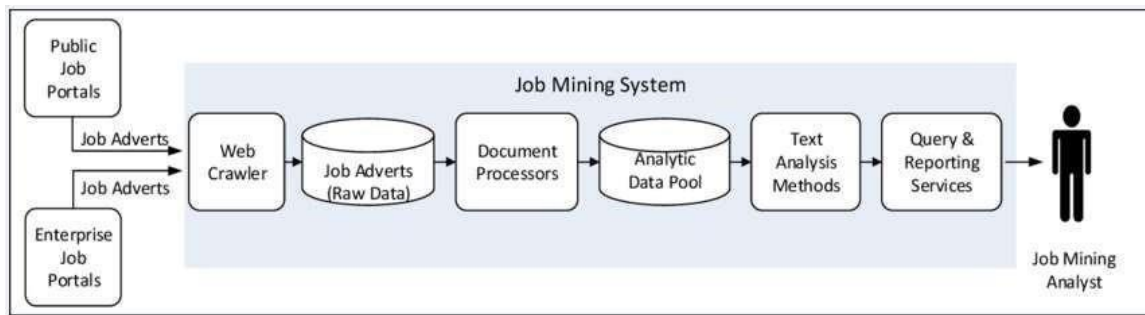 Public
Job
Portals
Job Adverts
Job Adverts
Enterprise
Job
Portals
Job Mining System
Web
Crawler
Job Adverts
(Raw Data)
Document
Processors
Analytic
Data Pool
Text
Analysis
Methods
Query &
Reporting
Services
Job Mining
Analyst